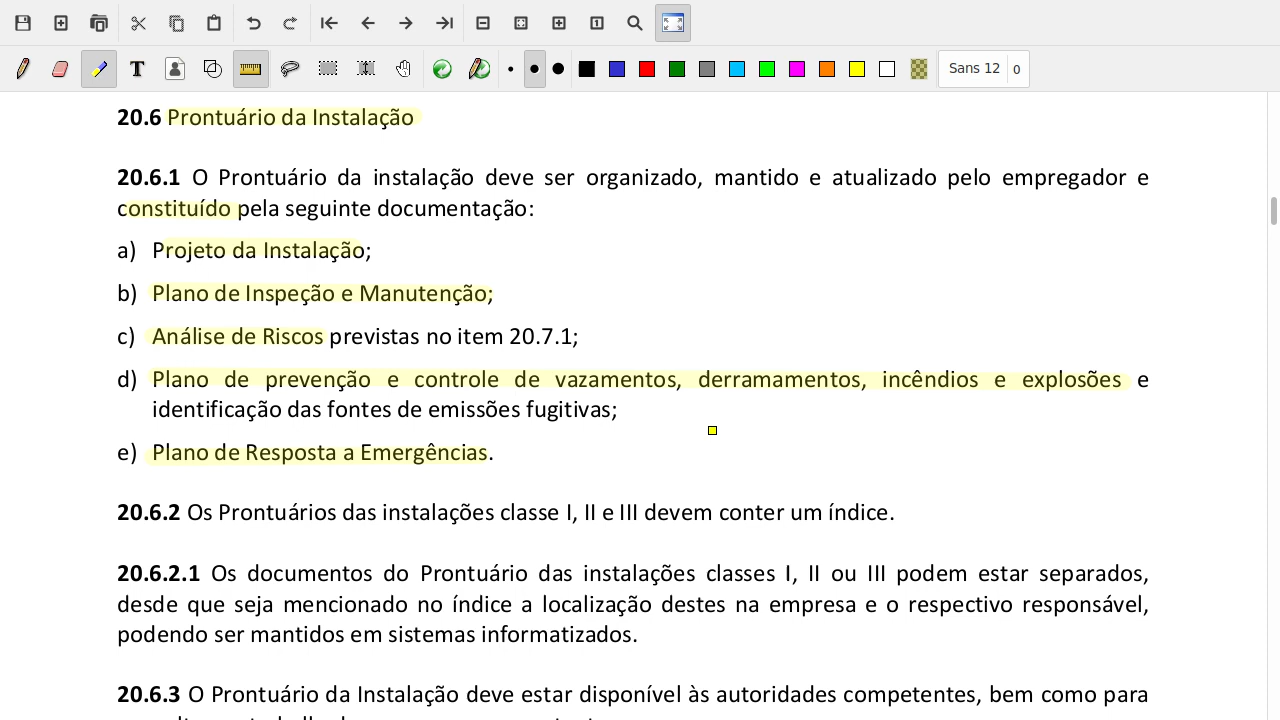 T
1
Sans 12
0
20.6 Prontuário da Instalação
20.6.1 O Prontuário da instalação deve ser organizado, mantido e atualizado pelo empregador e
constituído pela seguinte documentação:
a) Projeto da Instalação;
b) Plano de Inspeção e Manutenção;
c) Análise de Riscos previstas no item 20.7.1;
d) Plano de prevenção e controle de vazamentos, derramamentos, incêndios e explosões e
identificação das fontes de emissões fugitivas;
e) Plano de Resposta a Emergências.
20.6.2 Os Prontuários das instalações classe I, II e III devem conter um índice.
20.6.2.1 Os documentos do Prontuário das instalações classes I, II ou III podem estar separados,
desde que seja mencionado no índice a localização destes na empresa e o respectivo responsável,
podendo ser mantidos em sistemas informatizados.
20.6.3 O Prontuário da Instalação deve estar disponível às autoridades competentes, bem como para